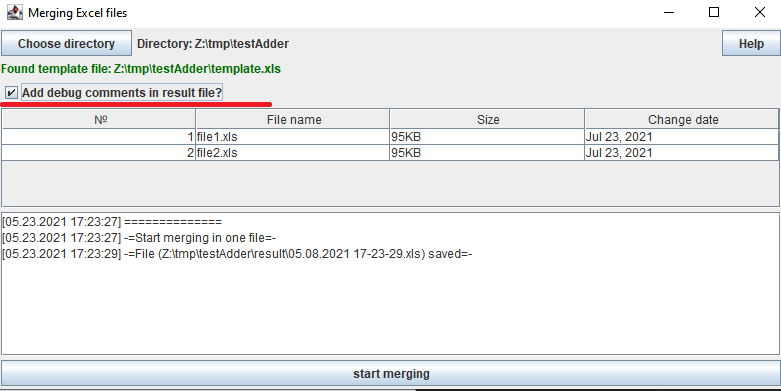 Merging Excel files
Choose directory Directory: Z:\tmp\testAdder Help
Found template file: Z:\tmp\testAdder\template.xls
Add debug comments in result file?
№ File name Size Change date
1 file1.xls 95KB Jul 23, 2021
2 file2.xls 95KB Jul 23, 2021
[05.23.2021 17:23:27] ==============
[05.23.2021 17:23:27] -=Start merging in one file=-
[05.23.2021 17:23:29] -=File (Z:\tmp\testAdder\result\05.08.2021 17-23-29.xls) saved=-
start merging